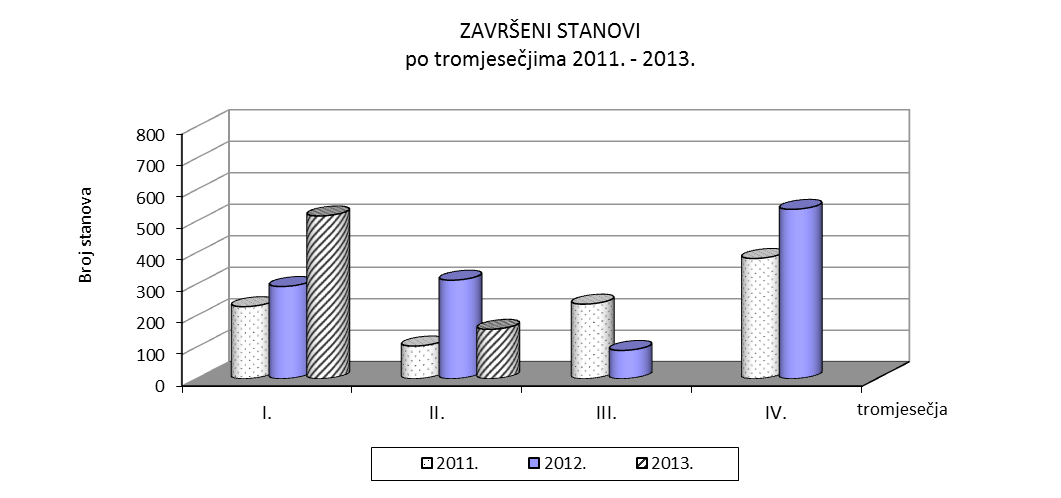 ZAVRŠENI STANOVI
po tromjesečjima 2011. - 2013.
Broj stanova
800
700
600
500
400
300
200
100
0
I.
II.
III.
IV.
tromjesečja
2011.
2012.
2013.